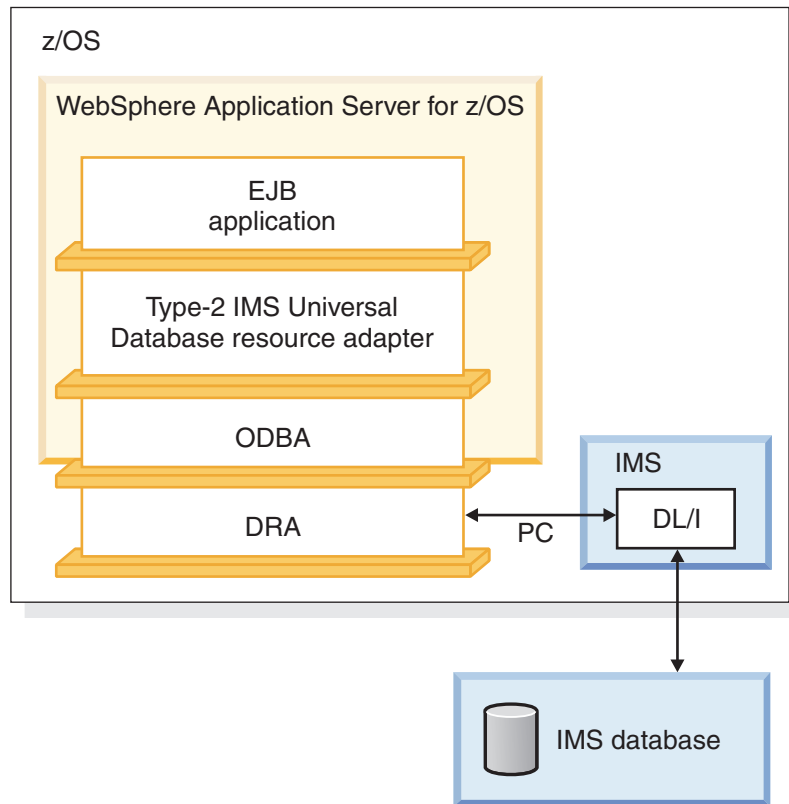 z/OS
WebSphere Application Server for z/OS
EJB
application
Type-2 IMS Universal
Database resource adapter
ODBA
DRA
PC
IMS
DL/I
IMS database